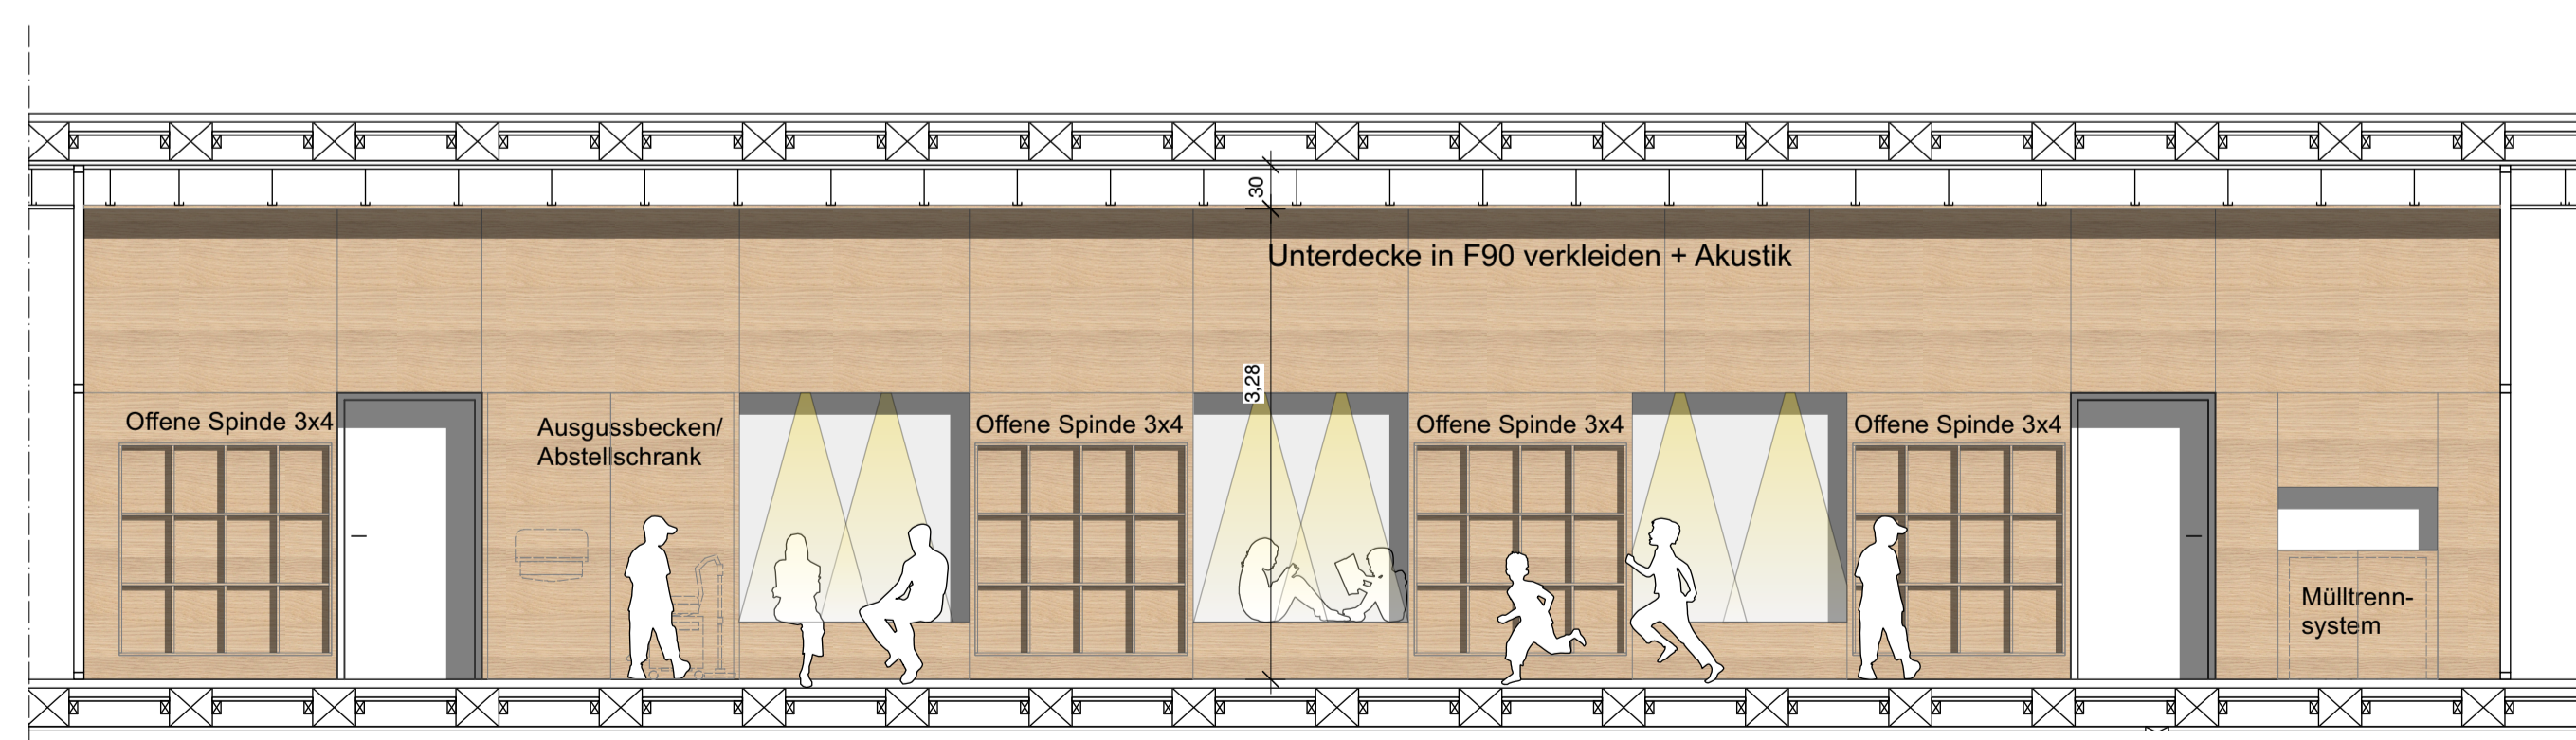 30
Unterdecke in F90 verkleiden + Akustik
3,28
Offene Spinde 3x4
Ausgussbecken/
Abstellschrank
Offene Spinde 3x4
Offene Spinde 3x4
Offene Spinde 3x4
Mülltrenn-
system